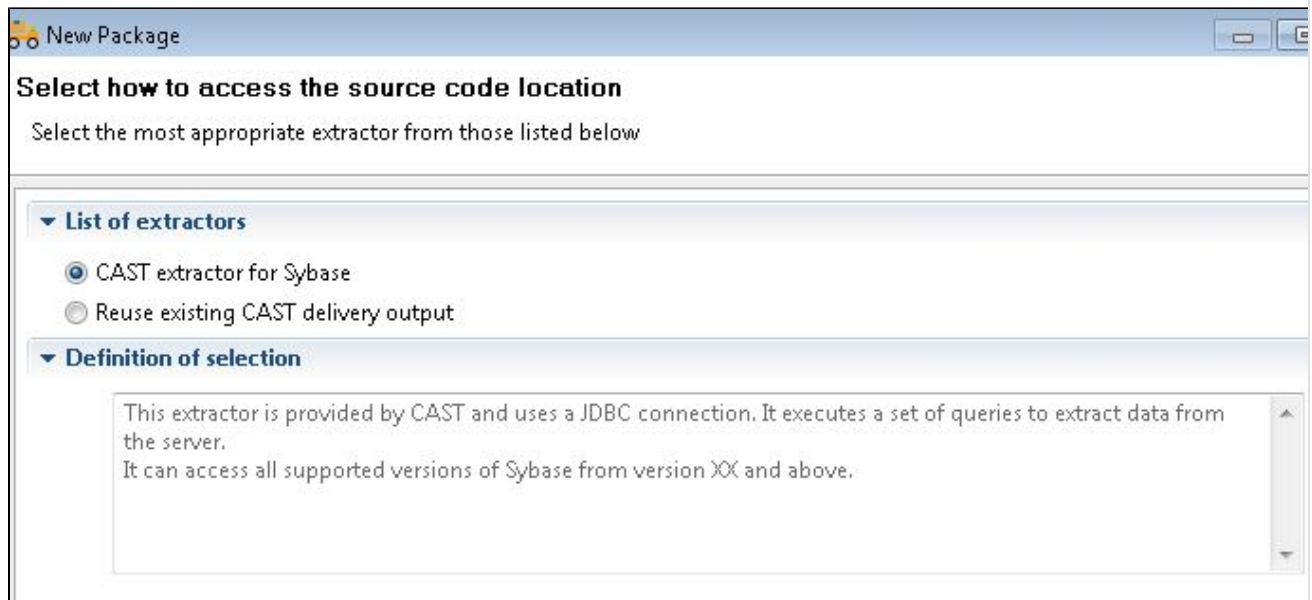 New Package
Select how to access the source code location
Select the most appropriate extractor from those listed below
List of extractors
CAST extractor for Sybase
Reuse existing CAST delivery output
Definition of selection
This extractor is provided by CAST and uses a JDBC connection. It executes a set of queries to extract data from
the server.
It can access all supported versions of Sybase from version XX and above.